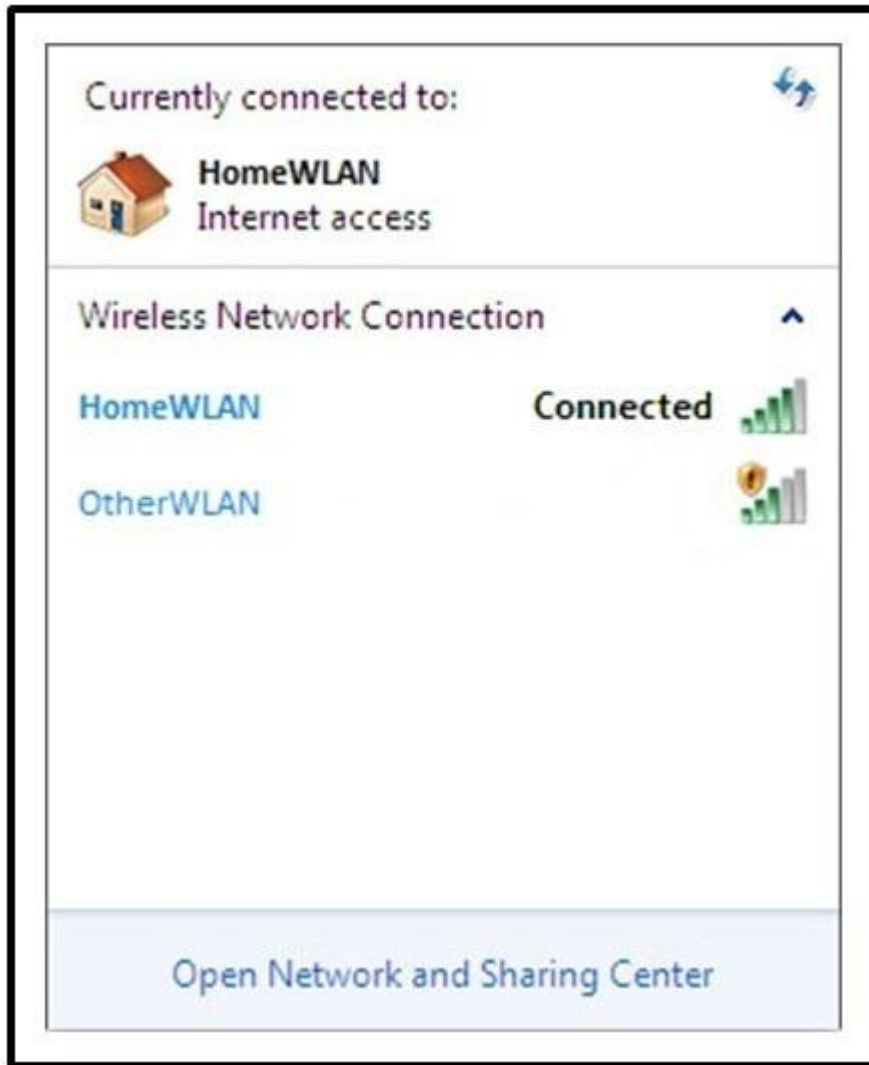 Currently connected to:
HomeWLAN
Internet access
Wireless Network Connection
HomeWLAN Connected
OtherWLAN
Open Network and Sharing Center